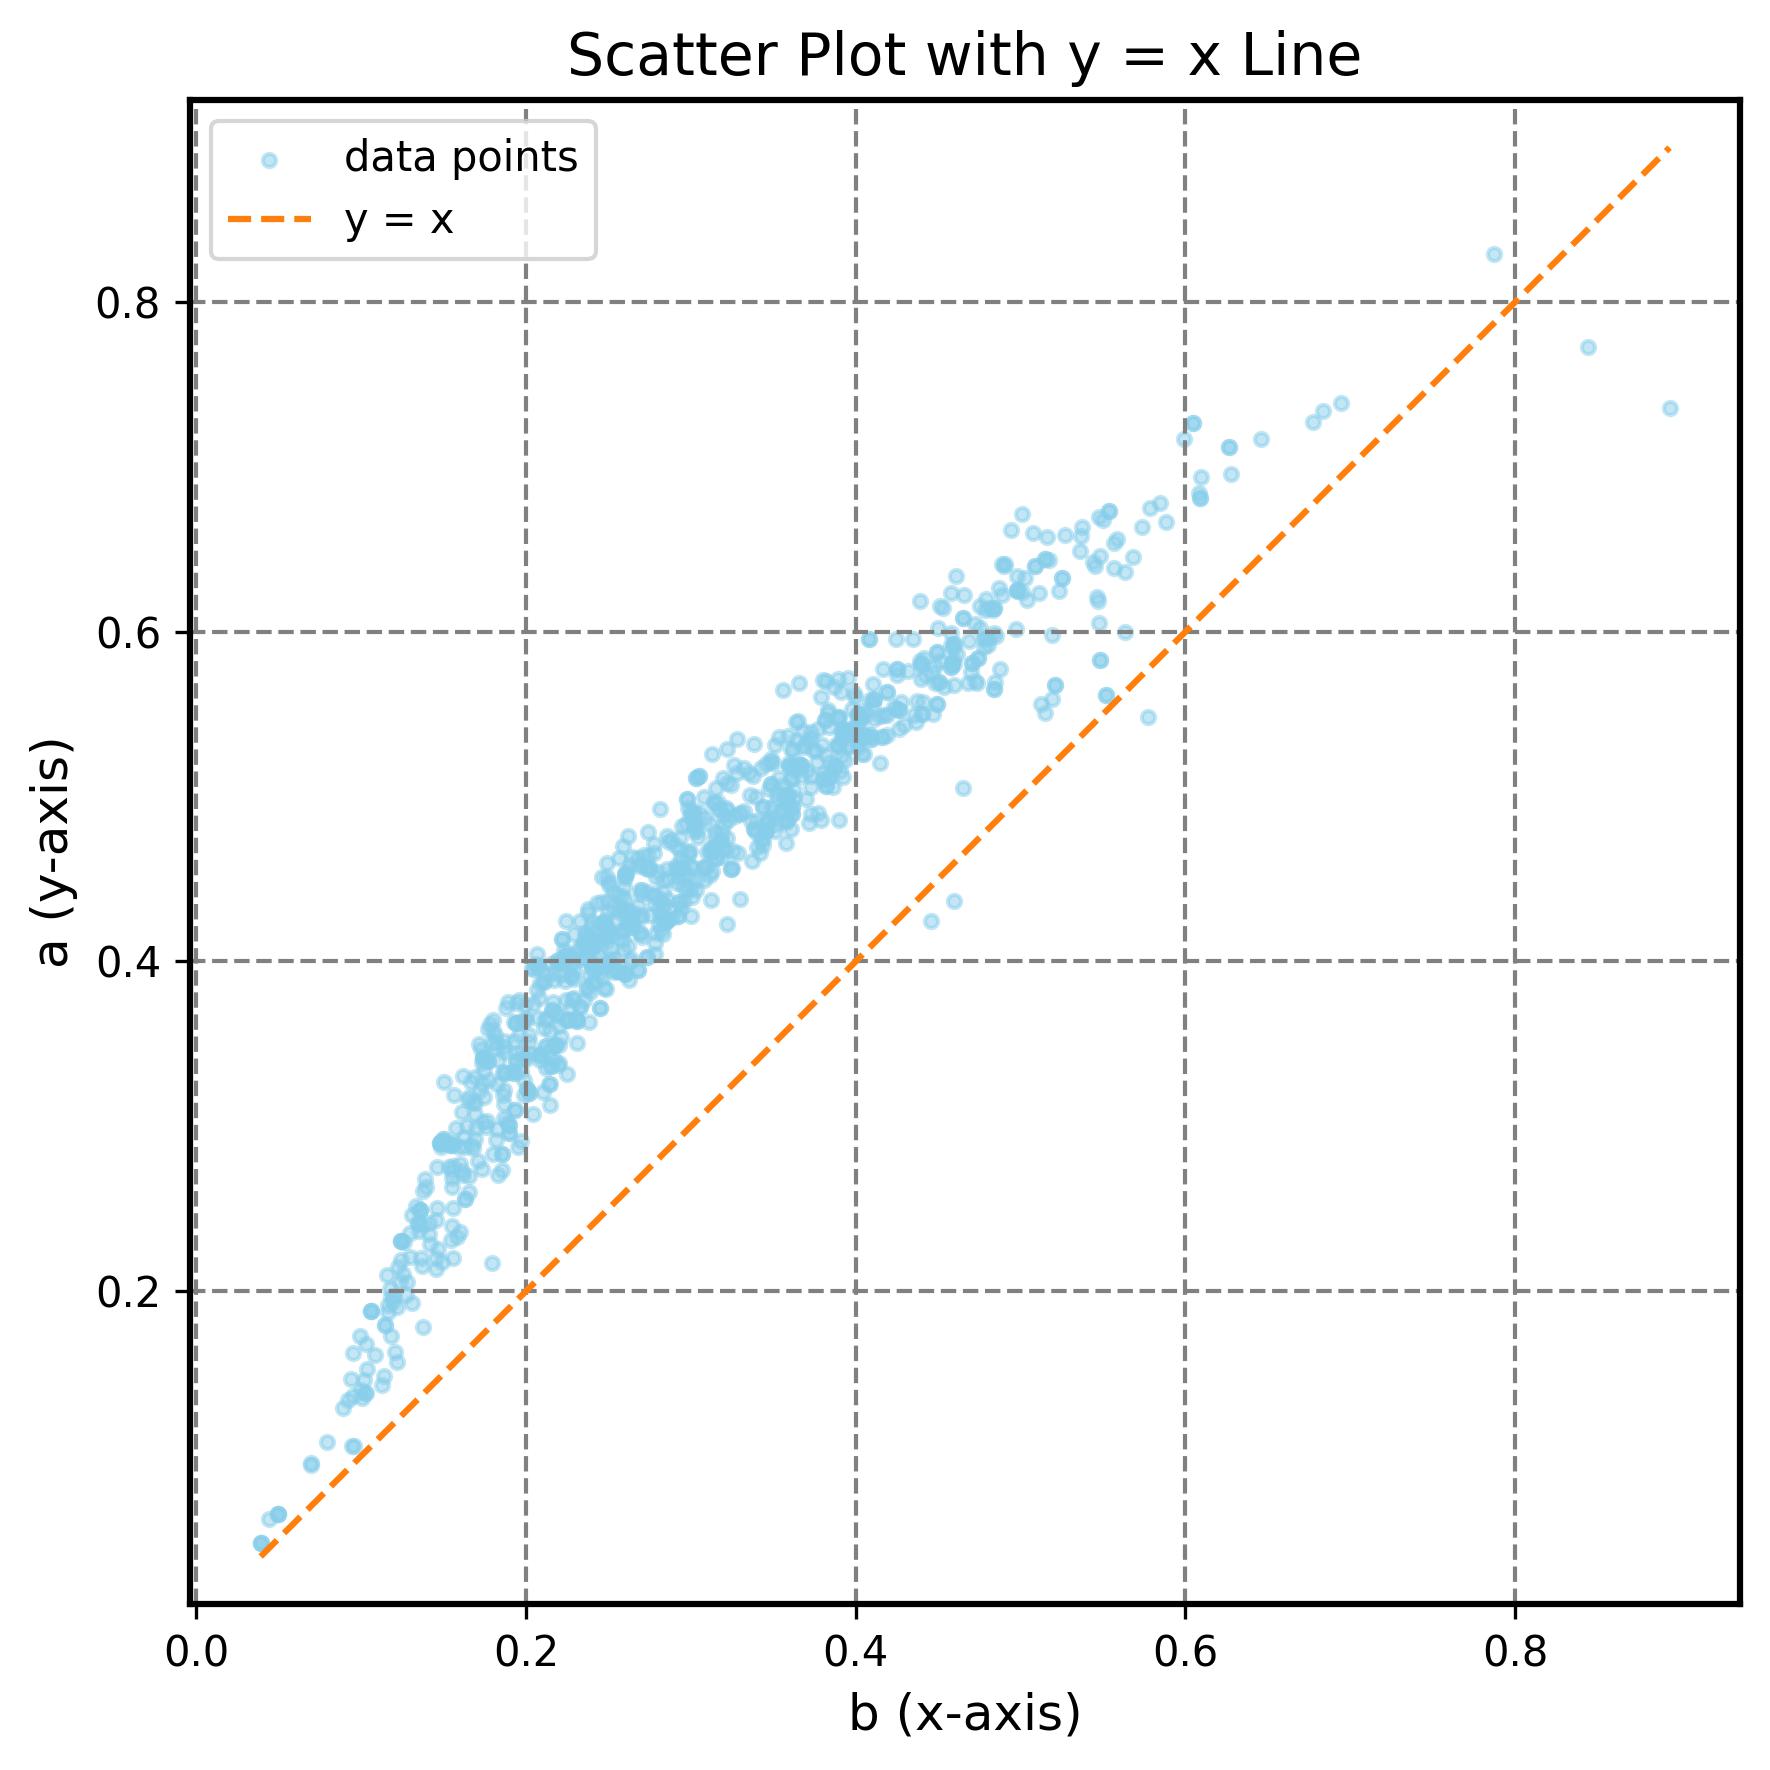 Scatter Plot with y = x Line
data points
y = x
0.8
0.6
0.4
0.2
a (y-axis)
0.0 0.2 0.4 0.6 0.8
b (x-axis)